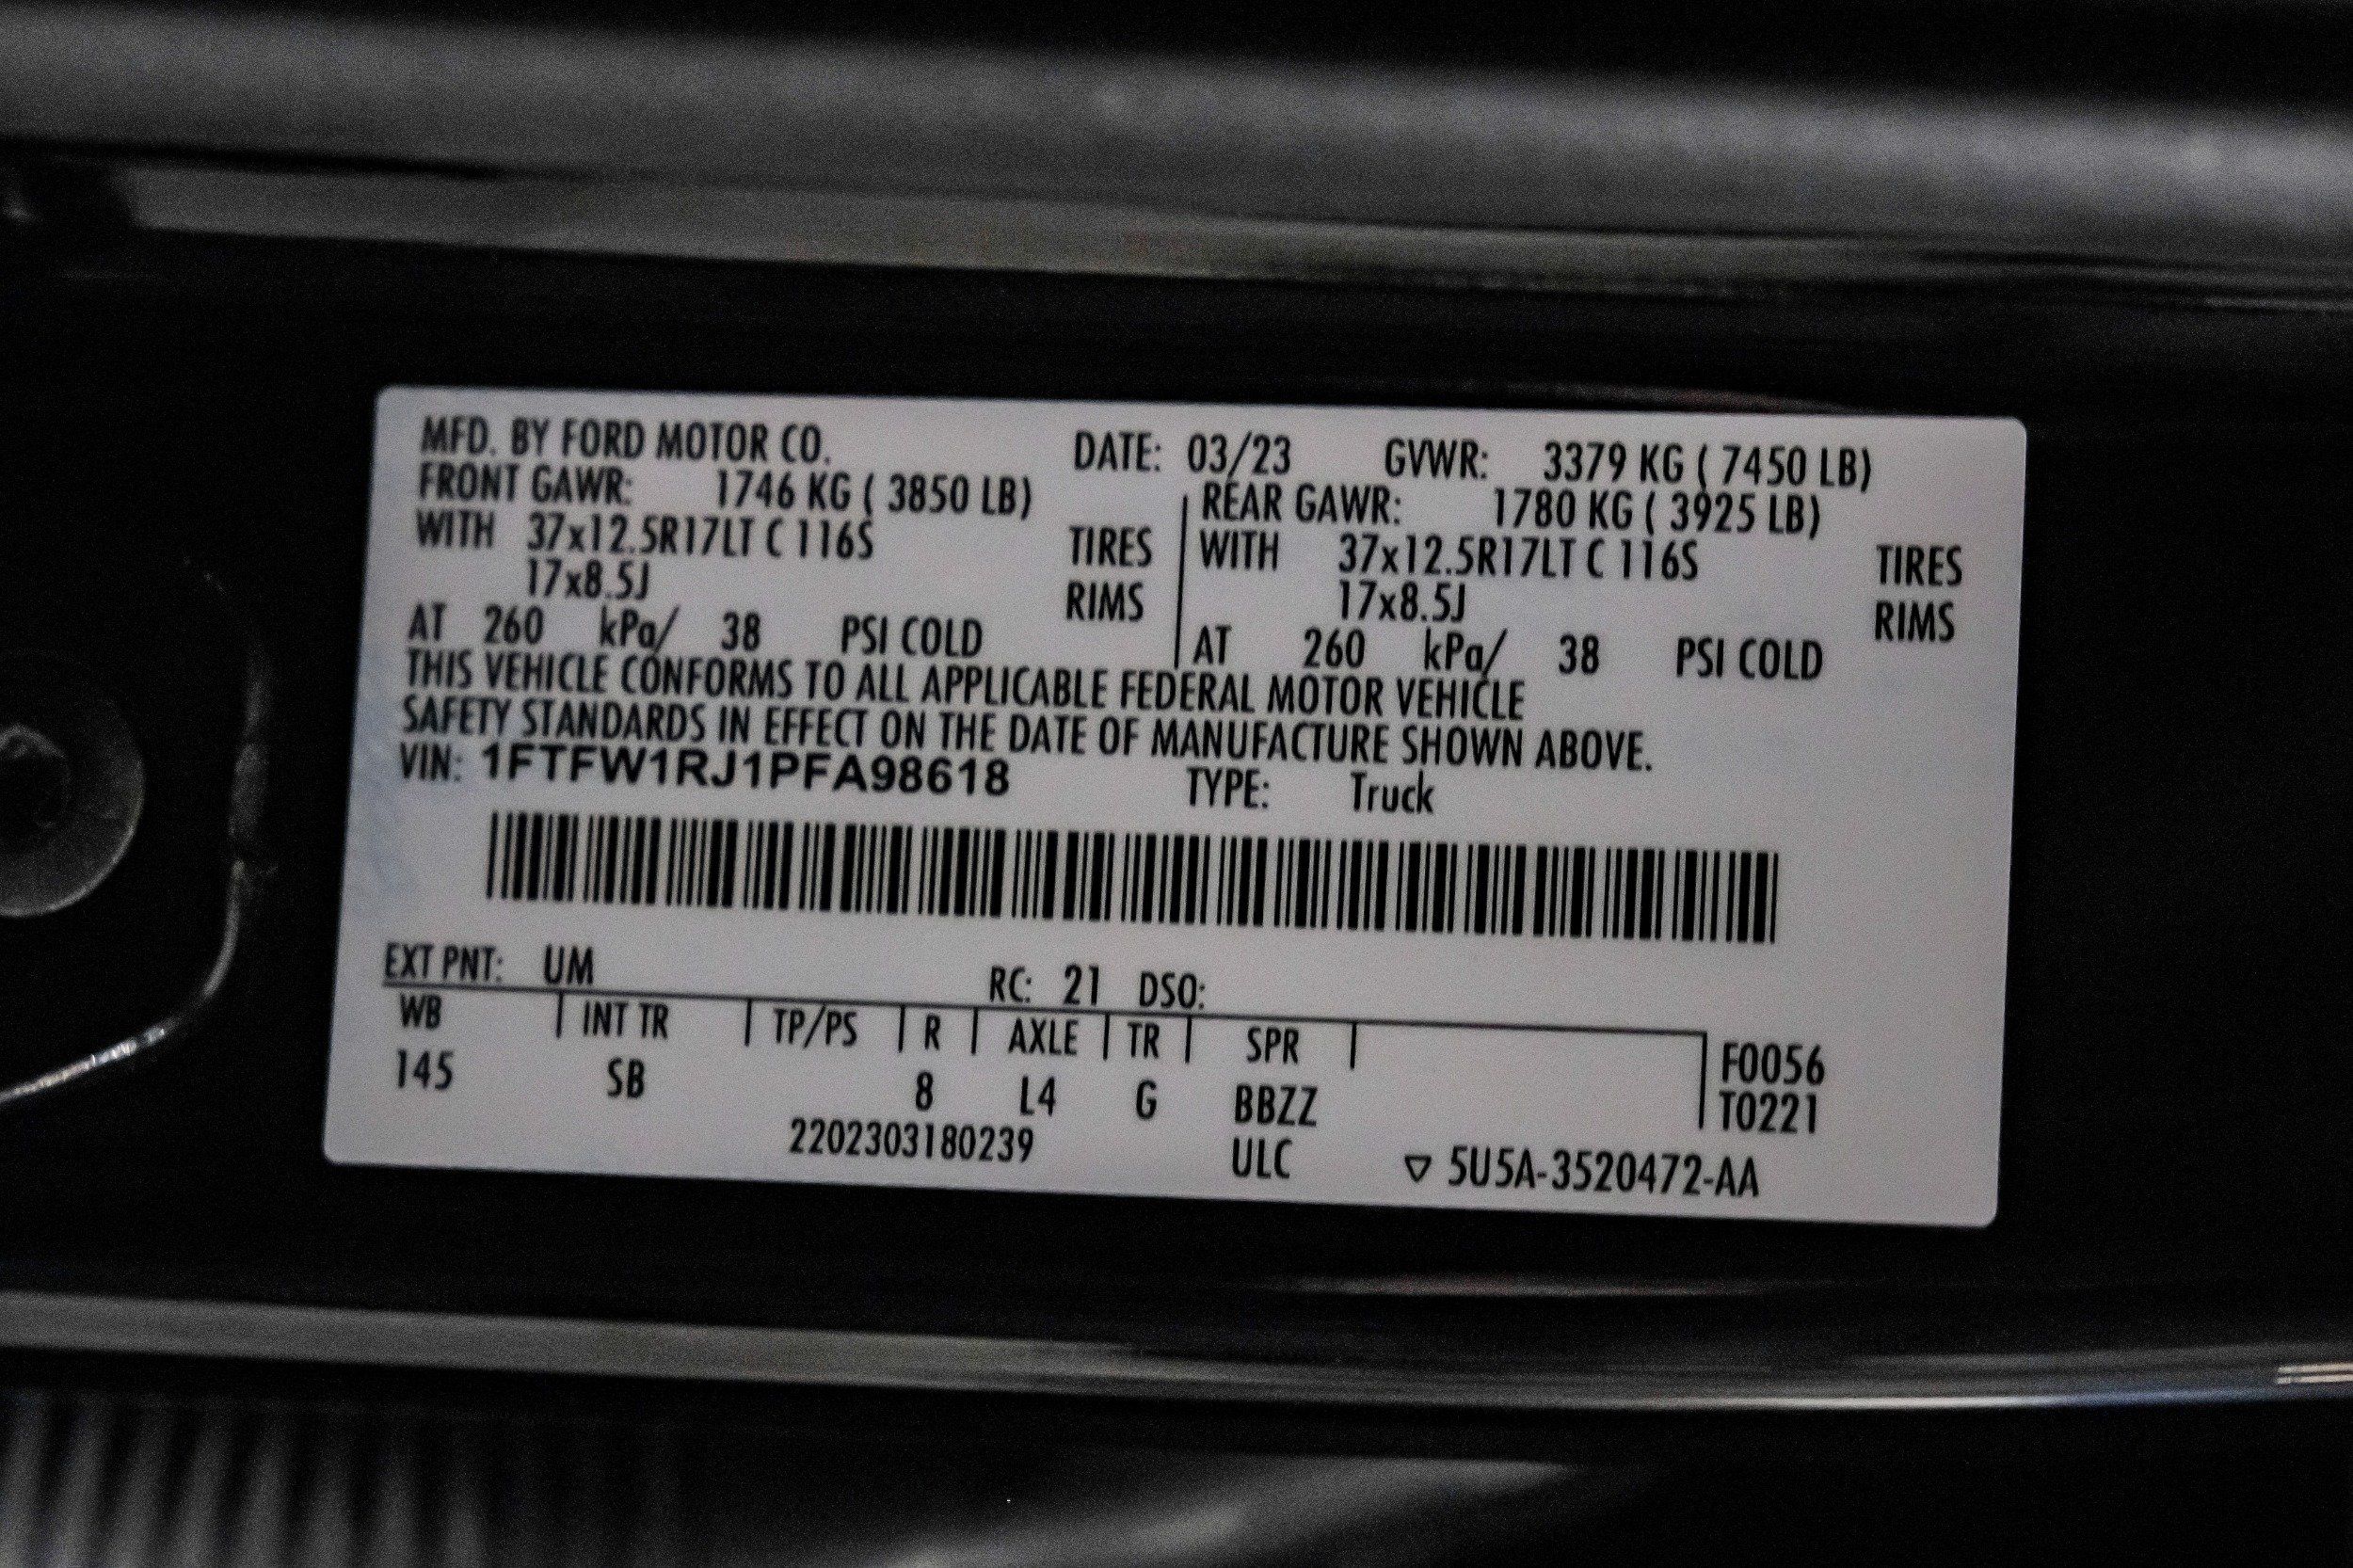 MFD. BY FORD MOTOR CO. DATE: 03/23 GVWR: 3379 KG ( 7450 LB)
FRONT GAWR: 1746 KG ( 3850 LB) REAR GAWR: 1780 KG ( 3925 LB)
WITH 37x12.5R17LT C 116S TIRES WITH 37x12.5R17LT C 116S TIRES
17x8.5J RIMS 17x8.5J RIMS
AT 260 kPa/ 38 PSI COLD AT 260 kPa/ 38 PSI COLD
THIS VEHICLE CONFORMS TO ALL APPLICABLE FEDERAL MOTOR VEHICLE
SAFETY STANDARDS IN EFFECT ON THE DATE OF MANUFACTURE SHOWN ABOVE.
VIN: 1FTFW1RJ1PFA98618 TYPE: Truck
EXT PNT: UM RC: 21 DSO:
WB INT TR TP/PS R AXLE TR SPR F0056
145 SB 8 L4 G BBZZ T0221
2202303180239 ULC ▽ 5U5A-3520472-AA